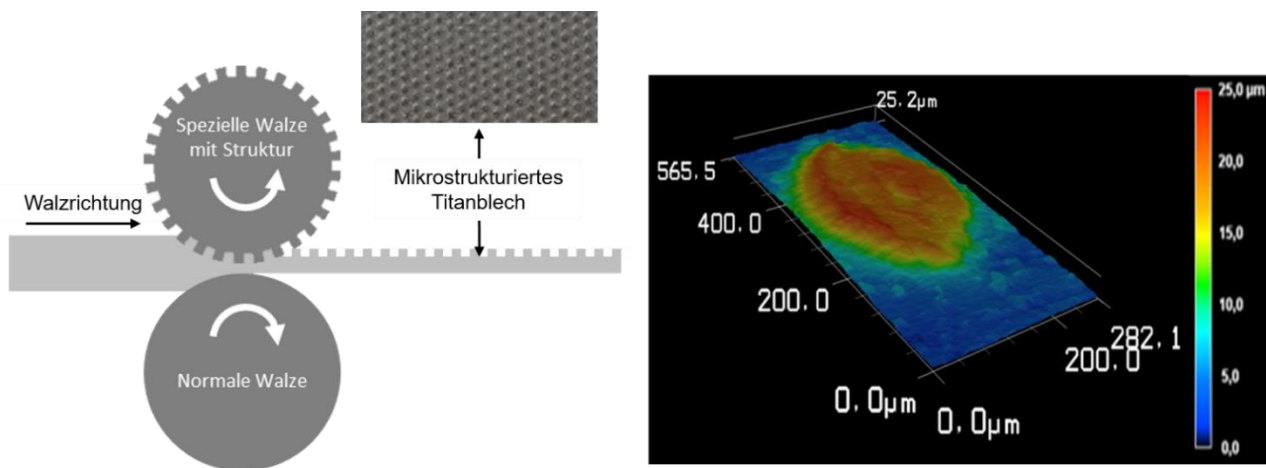 Spezielle Walze
mit Struktur
Walzrichtung
Mikrostrukturiertes
Titanblech
Normale Walze
25.2µm
565.5
400.0
200.0
0.0µm
0.0µm
200.0
282.1
25,0 µm
20,0
15,0
10,0
5,0
0,0